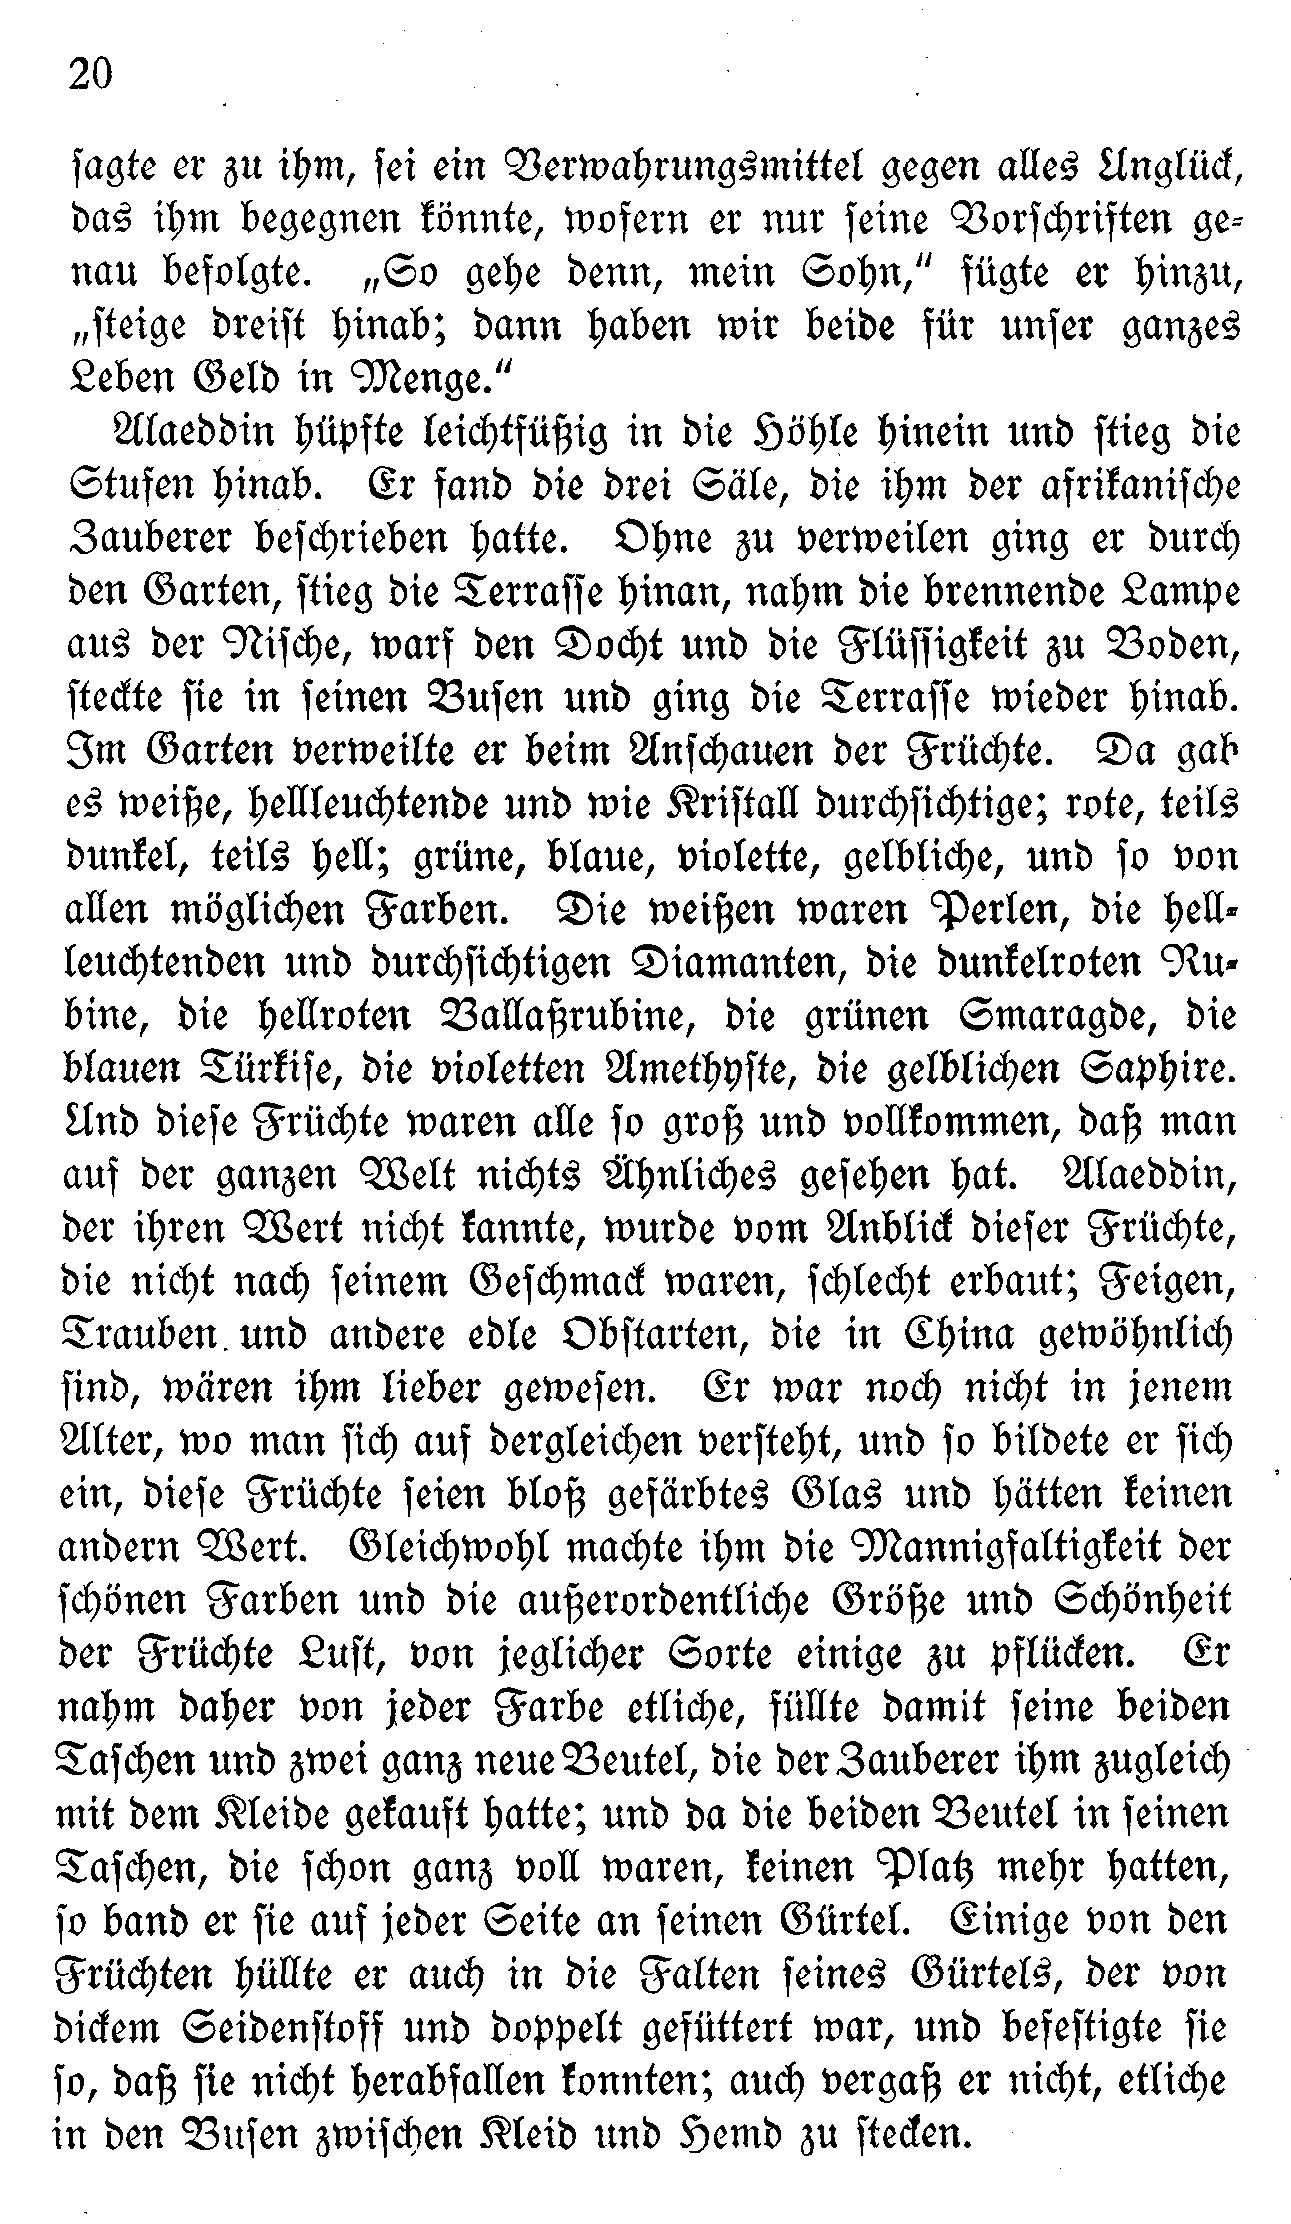 20
sagte er zu ihm, sei ein Verwahrungsmittel gegen alles Unglück,
das ihm begegnen könnte, wofern er nur seine Vorschriften ge-
nau befolgte. „So gehe denn, mein Sohn,“ fügte er hinzu,
„steige dreist hinab; dann haben wir beide für unser ganzes
Leben Geld in Menge.“
Alaeddin hüpfte leichtfüßig in die Höhle hinein und stieg die
Stufen hinab. Er fand die drei Säle, die ihm der afrikanische
Zauberer beschrieben hatte. Ohne zu verweilen ging er durch
den Garten, stieg die Terrasse hinan, nahm die brennende Lampe
aus der Nische, warf den Docht und die Flüssigkeit zu Boden,
steckte sie in seinen Busen und ging die Terrasse wieder hinab.
Im Garten verweilte er beim Anschauen der Früchte. Da gab
es weiße, hellleuchtende und wie Kristall durchsichtige; rote, teils
dunkel, teils hell; grüne, blaue, violette, gelbliche, und so von
allen möglichen Farben. Die weißen waren Perlen, die hell-
leuchtenden und durchsichtigen Diamanten, die dunkelroten Ru-
bine, die hellroten Ballaßrubine, die grünen Smaragde, die
blauen Türkise, die violetten Amethyste, die gelblichen Saphire.
Und diese Früchte waren alle so groß und vollkommen, daß man
auf der ganzen Welt nichts Ähnliches gesehen hat. Alaeddin,
der ihren Wert nicht kannte, wurde vom Anblick dieser Früchte,
die nicht nach seinem Geschmack waren, schlecht erbaut; Feigen,
Trauben und andere edle Obstarten, die in China gewöhnlich
sind, wären ihm lieber gewesen. Er war noch nicht in jenem
Alter, wo man sich auf dergleichen versteht, und so bildete er sich
ein, diese Früchte seien bloß gefärbtes Glas und hätten keinen
andern Wert. Gleichwohl machte ihm die Mannigfaltigkeit der
schönen Farben und die außerordentliche Größe und Schönheit
der Früchte Lust, von jeglicher Sorte einige zu pflücken. Er
nahm daher von jeder Farbe etliche, füllte damit seine beiden
Taschen und zwei ganz neue Beutel, die der Zauberer ihm zugleich
mit dem Kleide gekauft hatte; und da die beiden Beutel in seinen
Taschen, die schon ganz voll waren, keinen Platz mehr hatten,
so band er sie auf jeder Seite an seinen Gürtel. Einige von den
Früchten hüllte er auch in die Falten seines Gürtels, der von
dickem Seidenstoff und doppelt gefüttert war, und befestigte sie
so, daß sie nicht herabfallen konnten; auch vergaß er nicht, etliche
in den Busen zwischen Kleid und Hemd zu stecken.